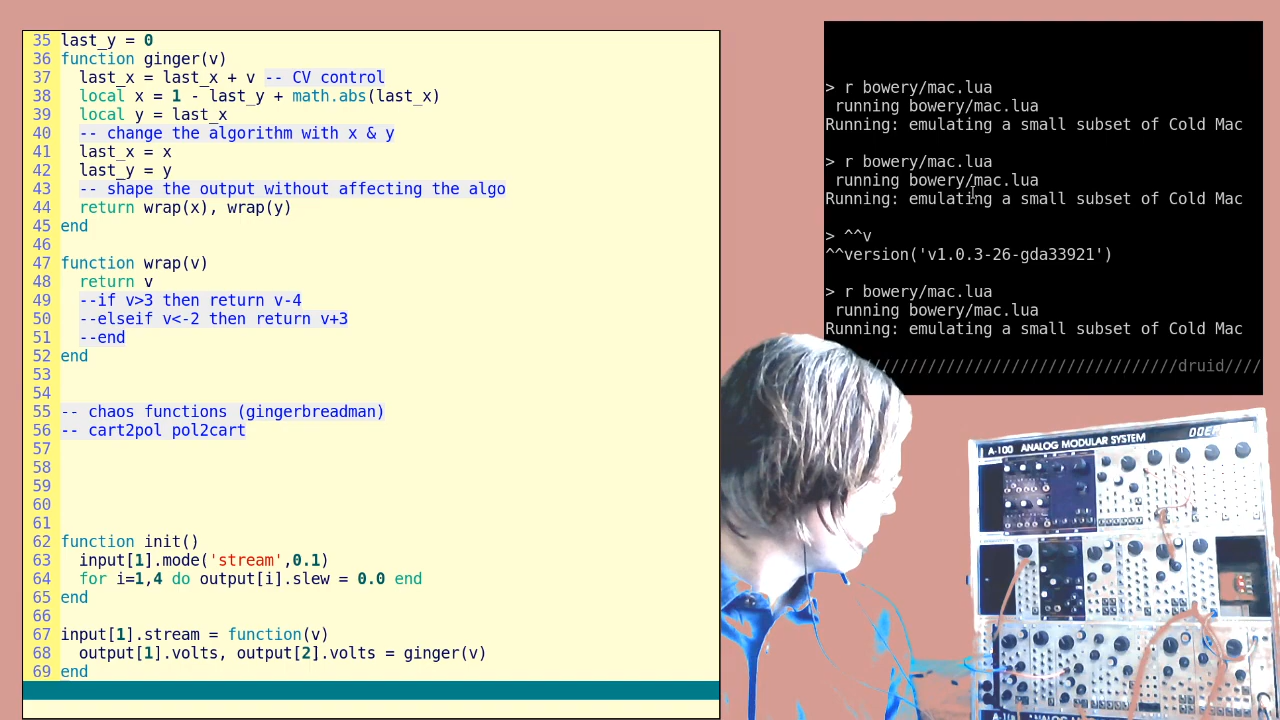 35 last_y = 0
36 function ginger(v)
37   last_x = last_x + v -- CV control
38   local x = 1 - last_y + math.abs(last_x)
39   local y = last_x
40   -- change the algorithm with x & y
41   last_x = x
42   last_y = y
43   -- shape the output without affecting the algo
44   return wrap(x), wrap(y)
45 end
46
47 function wrap(v)
48   return v
49   --if v>3 then return v-4
50   --elseif v<-2 then return v+3
51   --end
52 end
53
54
55 -- chaos functions (gingerbreadman)
56 -- cart2pol pol2cart
57
58
59
60
61
62 function init()
63   input[1].mode('stream',0.1)
64   for i=1,4 do output[i].slew = 0.0 end
65 end
66
67 input[1].stream = function(v)
68   output[1].volts, output[2].volts = ginger(v)
69 end
> r bowery/mac.lua
running bowery/mac.lua
Running: emulating a small subset of Cold Mac
> r bowery/mac.lua
running bowery/mac.lua
Running: emulating a small subset of Cold Mac
> ^^v
^^version('v1.0.3-26-gda33921')
> r bowery/mac.lua
running bowery/mac.lua
Running: emulating a small subset of Cold Mac
/////////////////////////////////druid////
A-100 ANALOG MODULAR SYSTEM